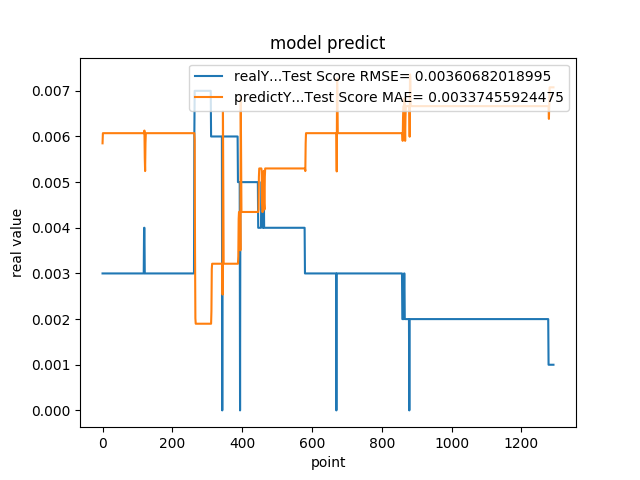 model predict
realY...Test Score RMSE= 0.00360682018995
predictY...Test Score MAE= 0.00337455924475
0.007
0.006
0.005
0.004
0.003
0.002
0.001
0.000
real value
0 200 400 600 800 1000 1200
point